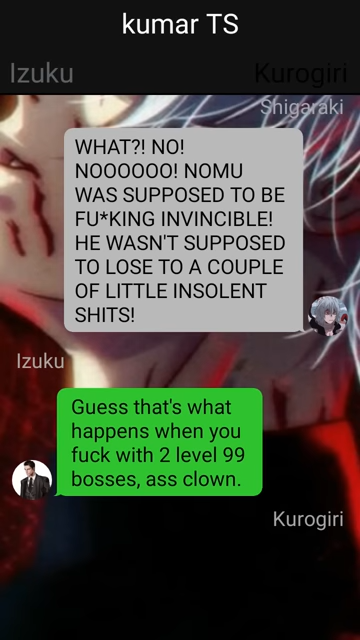 kumar TS
Izuku
Kurogiri
Shigaraki
WHAT?! NO!
NOOOOOO! NOMU
WAS SUPPOSED TO BE
FU*KING INVINCIBLE!
HE WASN'T SUPPOSED
TO LOSE TO A COUPLE
OF LITTLE INSOLENT
SHITS!
Izuku
Guess that's what
happens when you
fuck with 2 level 99
bosses, ass clown.
Kurogiri